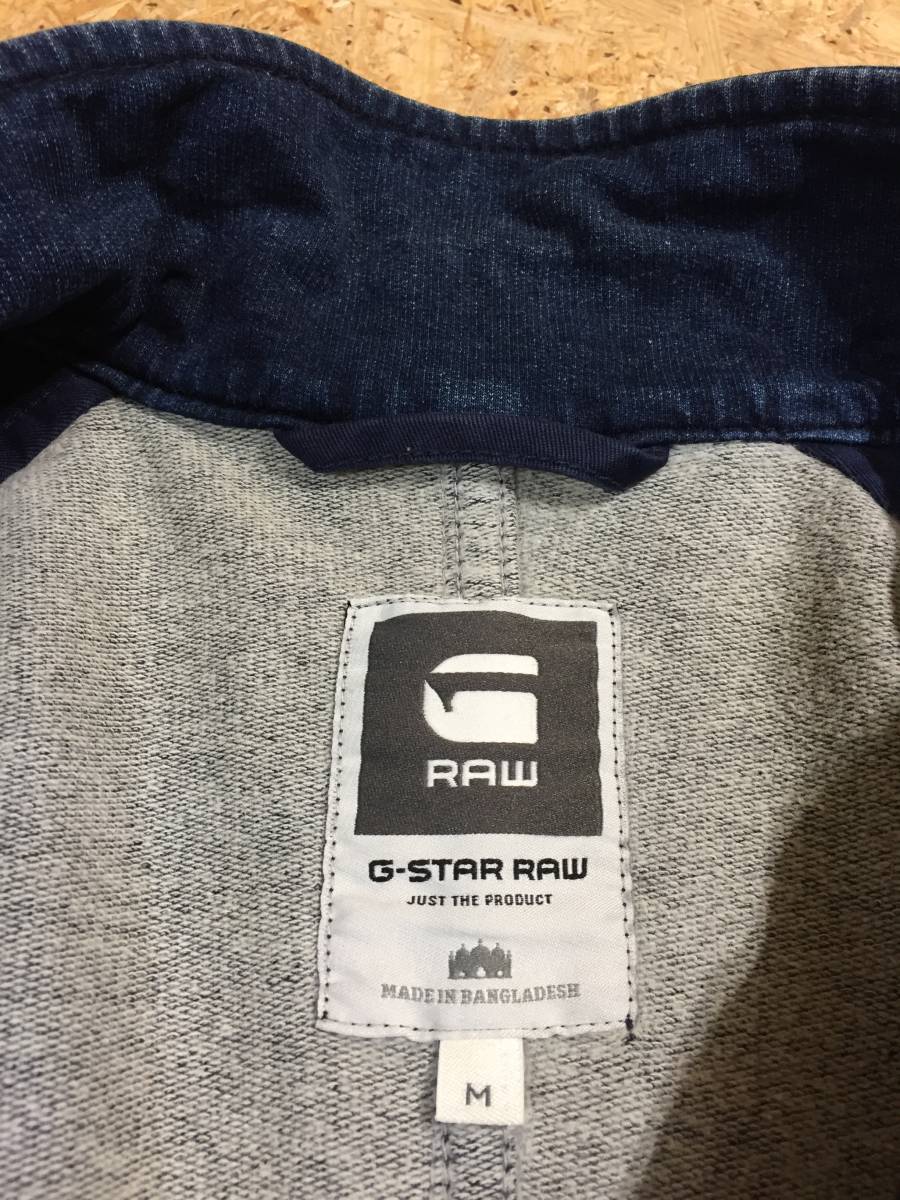 RAW
G-STAR RAW
JUST THE PRODUCT
MADE IN BANGLADESH
M